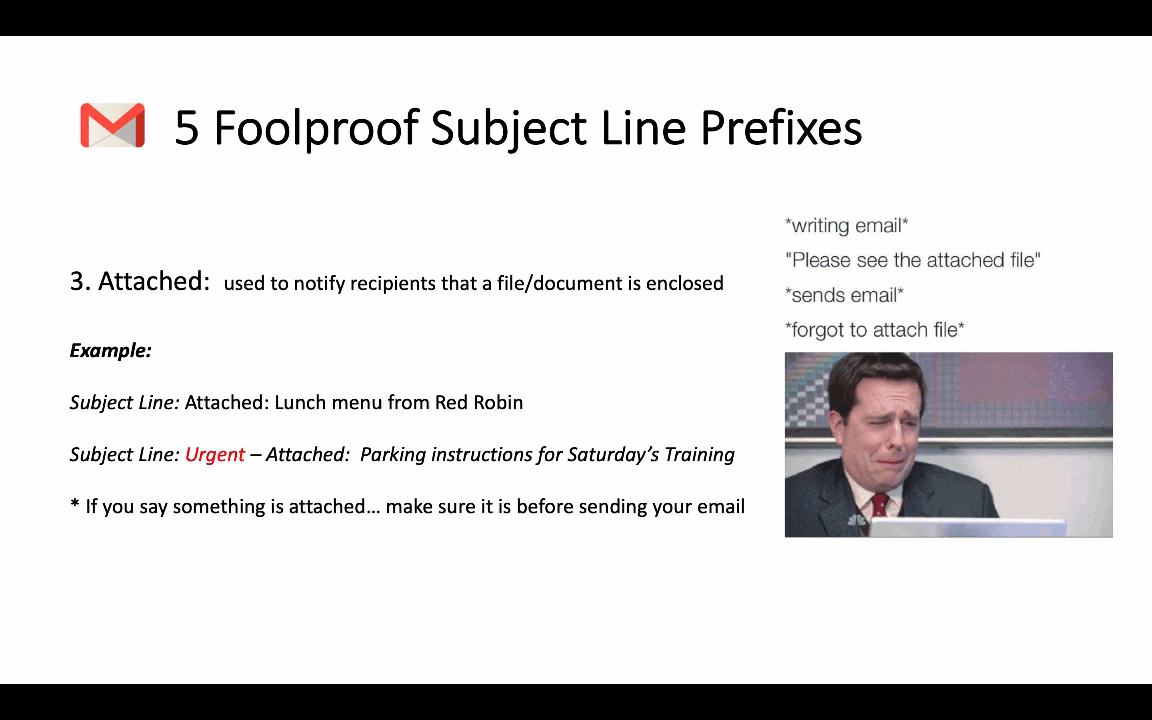 5 Foolproof Subject Line Prefixes
3. Attached: used to notify recipients that a file/document is enclosed
Example:
Subject Line: Attached: Lunch menu from Red Robin
Subject Line: Urgent – Attached: Parking instructions for Saturday’s Training
* If you say something is attached… make sure it is before sending your email
*writing email*
"Please see the attached file"
*sends email*
*forgot to attach file*